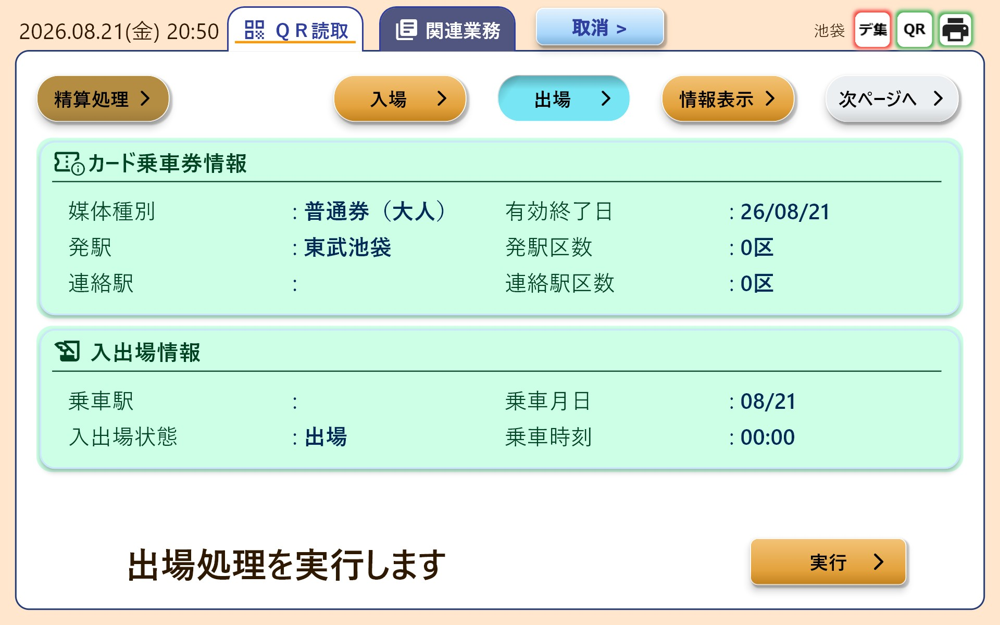 2026.08.21(金) 20:50
QR読取
関連業務
取消 >
池袋
デ集
QR
精算処理
入場
出場
情報表示
次ページへ
カード乗車券情報
媒体種別 : 普通券（大人） 有効終了日 : 26/08/21
発駅 : 東武池袋 発駅区数 : 0区
連絡駅 : 連絡駅区数 : 0区
入出場情報
乗車駅 : 乗車月日 : 08/21
入出場状態 : 出場 乗車時刻 : 00:00
出場処理を実行します
実行